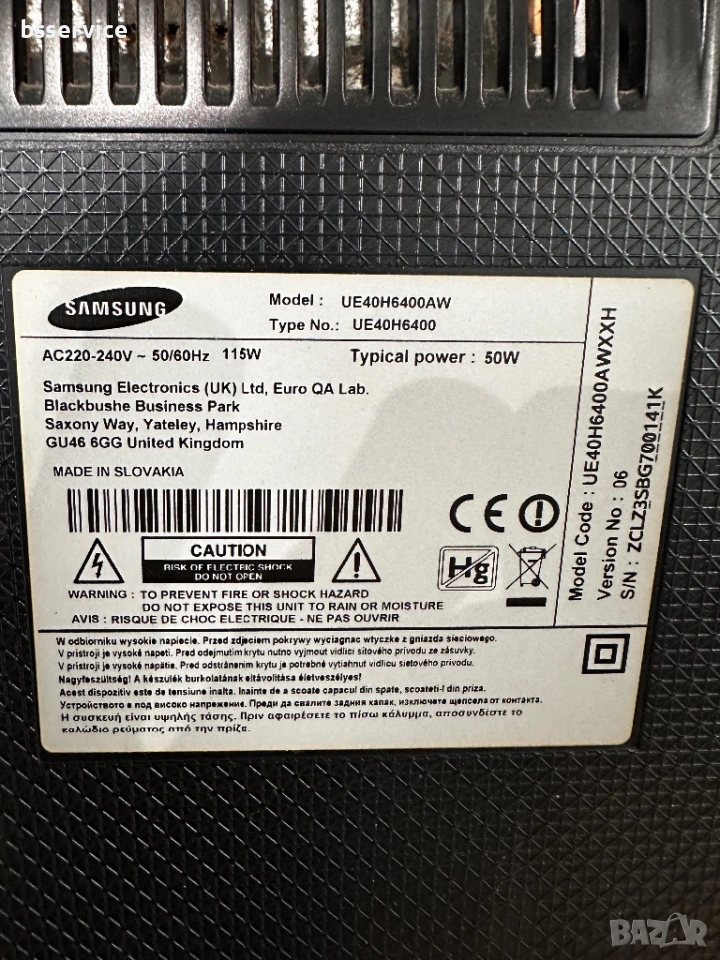 bsservice
SAMSUNG
Model : UE40H6400AW
Type No.: UE40H6400
AC220-240V ~ 50/60Hz 115W Typical power : 50W
Samsung Electronics (UK) Ltd, Euro QA Lab.
Blackbushe Business Park
Saxony Way, Yateley, Hampshire
GU46 6GG United Kingdom
MADE IN SLOVAKIA
CE
CAUTION
RISK OF ELECTRIC SHOCK
DO NOT OPEN
Hg
WARNING : TO PREVENT FIRE OR SHOCK HAZARD
DO NOT EXPOSE THIS UNIT TO RAIN OR MOISTURE
AVIS : RISQUE DE CHOC ELECTRIQUE - NE PAS OUVRIR
Model Code : UE40H6400AWXXH
Version No : 06
S/N : ZCLZ3SBG700141K
W odbiorniku wysokie napiecie. Przed zdjeciem pokrywy wyciagnac wtyczke z gniazda sieciowego.
V prístroji je vysoké napetí. Pred odejmutím krytu nutno vyjmout vidlici sítového prívodu ze zásuvky.
V prístroji je vysoké napätie. Pred odstránením krytu je potrebné vytiahnut vidlicu sietového prívodu.
Nagyfeszültség! A készülék burkolatának eltávolítása életveszélyes!
Acest dispozitiv este de tensiune inalta. Inainte de a scoate capacul din spate, scoateti-l din priza.
Устройството е под високо напрежение. Преди да свалите задния капак, изключете щепсела от контакта.
Η συσκευή είναι υψηλής τάσης. Πριν αφαιρέσετε το πίσω κάλυμμα, αποσυνδέστε το
καλώδιο ρεύματος από την πρίζα.
BAZAR